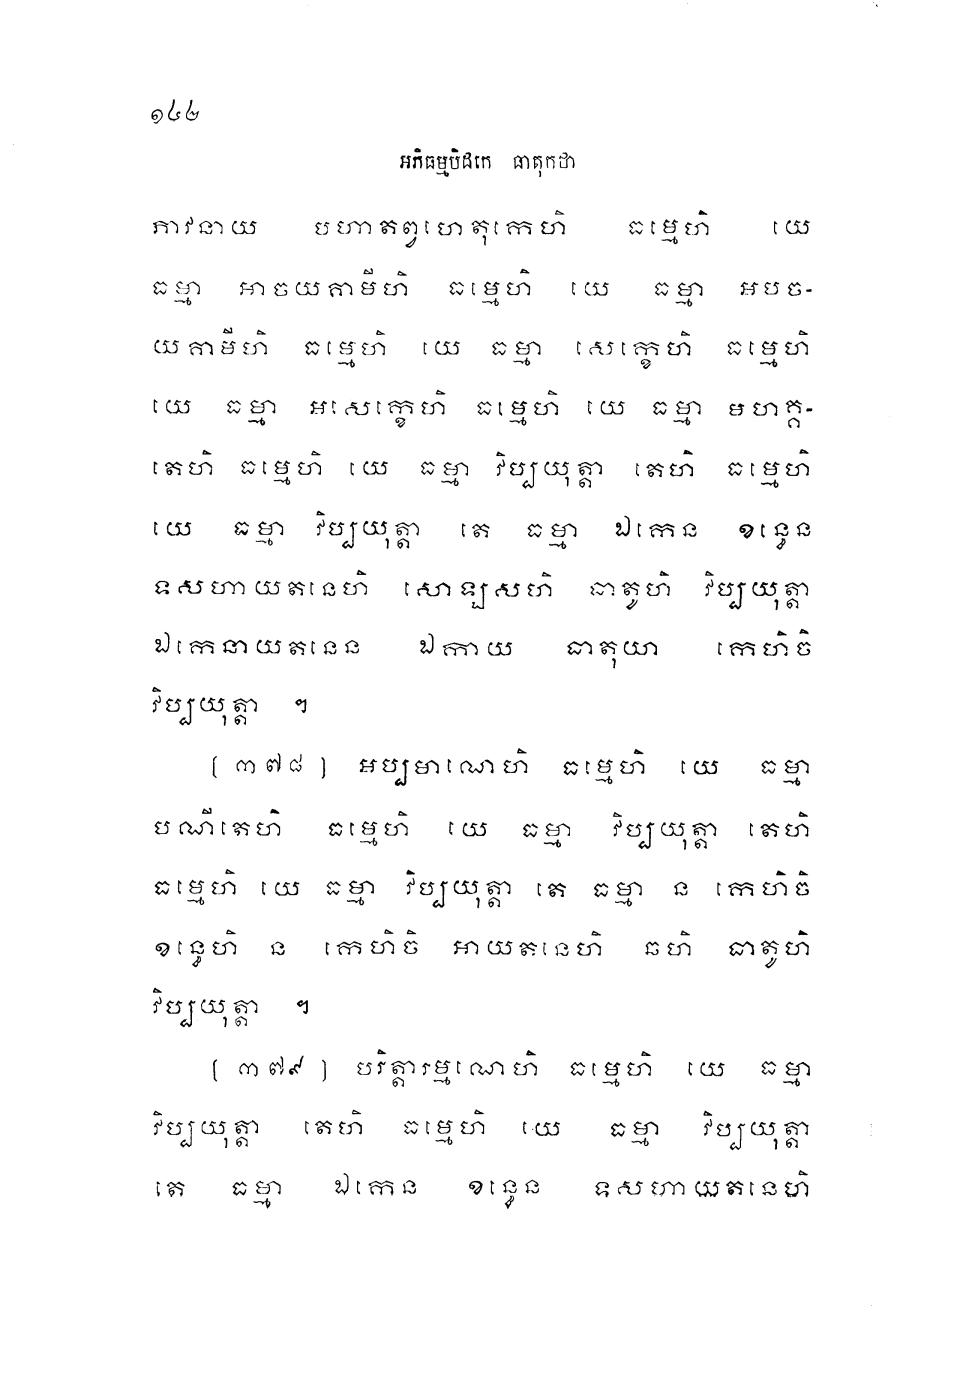 ១៤២
អភិធម្មបិដកេ ធាតុកថា
ភាវនាយ បហាតព្វហេតុកេហិ ធម្មេហិ យេ
ធម្មា អាចយគាមីហិ ធម្មេហិ យេ ធម្មា អបច-
យគាមីហិ ធម្មេហិ យេ ធម្មា សេក្ខេហិ ធម្មេហិ
យេ ធម្មា អសេក្ខេហិ ធម្មេហិ យេ ធម្មា មហគ្គ-
តេហិ ធម្មេហិ យេ ធម្មា វិប្បយុត្តា តេហិ ធម្មេហិ
យេ ធម្មា វិប្បយុត្តា តេ ធម្មា ឯកេន ខន្ធេន
ទសហាយតនេហិ សោឡសហិ ធាតូហិ វិប្បយុត្តា
ឯកេនាយតនេន ឯកាយ ធាតុយា កេហិចិ
វិប្បយុត្តា ។
[ ៣៧៨ ] អប្បមាណេហិ ធម្មេហិ យេ ធម្មា
បណីតេហិ ធម្មេហិ យេ ធម្មា វិប្បយុត្តា តេហិ
ធម្មេហិ យេ ធម្មា វិប្បយុត្តា តេ ធម្មា ន កេហិចិ
ខន្ធេហិ ន កេហិចិ អាយតនេហិ ឆហិ ធាតូហិ
វិប្បយុត្តា ។
[ ៣៧៩ ] បរិត្តារម្មណេហិ ធម្មេហិ យេ ធម្មា
វិប្បយុត្តា តេហិ ធម្មេហិ យេ ធម្មា វិប្បយុត្តា
តេ ធម្មា ឯកេន ខន្ធេន ទសហាយតនេហិ